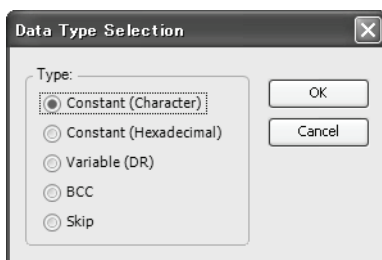 Data Type Selection
Type:
Constant (Character)
Constant (Hexadecimal)
Variable (DR)
BCC
Skip
OK
Cancel